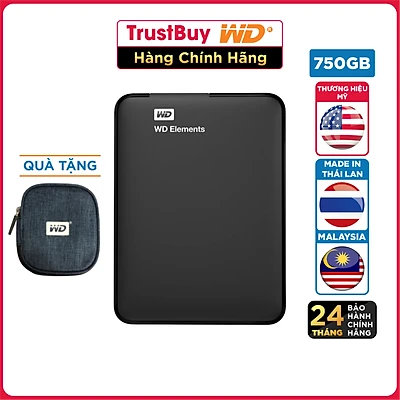 TrustBuy WD
Hàng Chính Hãng
750GB
THƯƠNG HIỆU
MỸ
WD
WD Elements
QUÀ TẶNG
WD
MADE IN
THÁI LAN
MALAYSIA
24
THÁNG
BẢO
HÀNH
CHÍNH
HÃNG